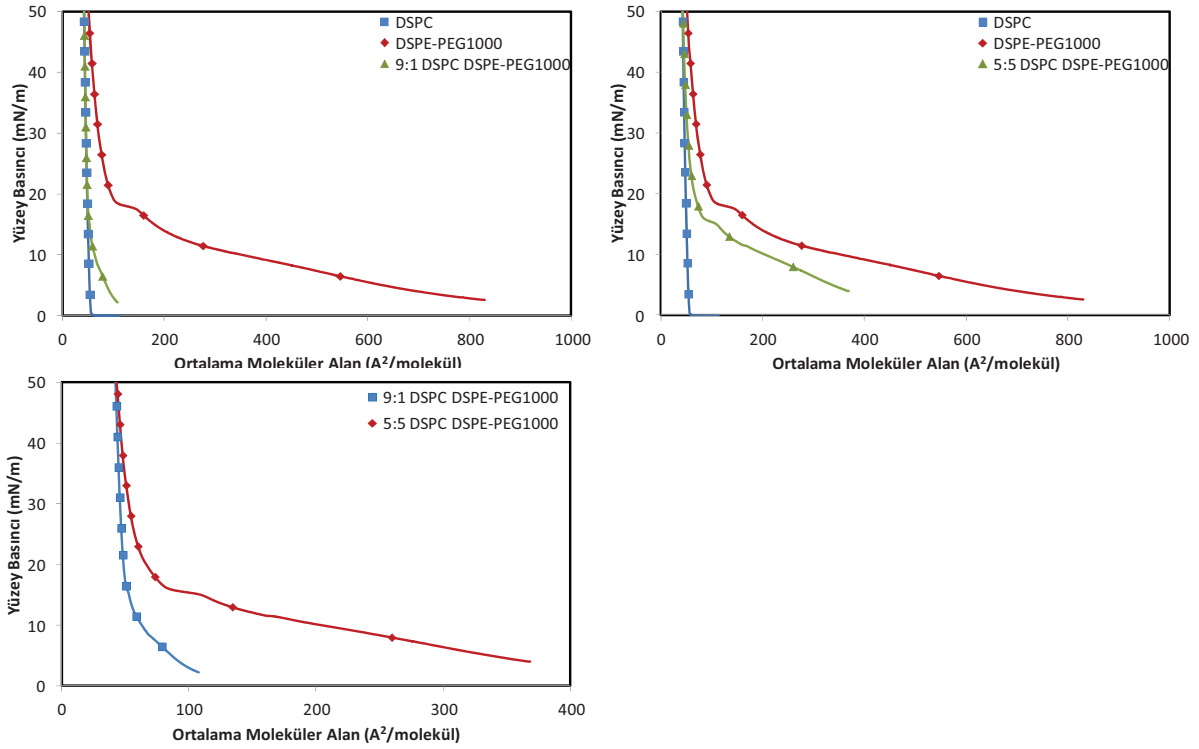 50
40
30
20
10
0
Yüzey Basıncı (mN/m)
0 200 400 600 800 1000
Ortalama Moleküler Alan (A²/molekül)
DSPC
DSPE-PEG1000
9:1 DSPC DSPE-PEG1000
50
40
30
20
10
0
Yüzey Basıncı (mN/m)
0 200 400 600 800 1000
Ortalama Moleküler Alan (A²/molekül)
DSPC
DSPE-PEG1000
5:5 DSPC DSPE-PEG1000
50
40
30
20
10
0
Yüzey Basıncı (mN/m)
0 100 200 300 400
Ortalama Moleküler Alan (A²/molekül)
9:1 DSPC DSPE-PEG1000
5:5 DSPC DSPE-PEG1000